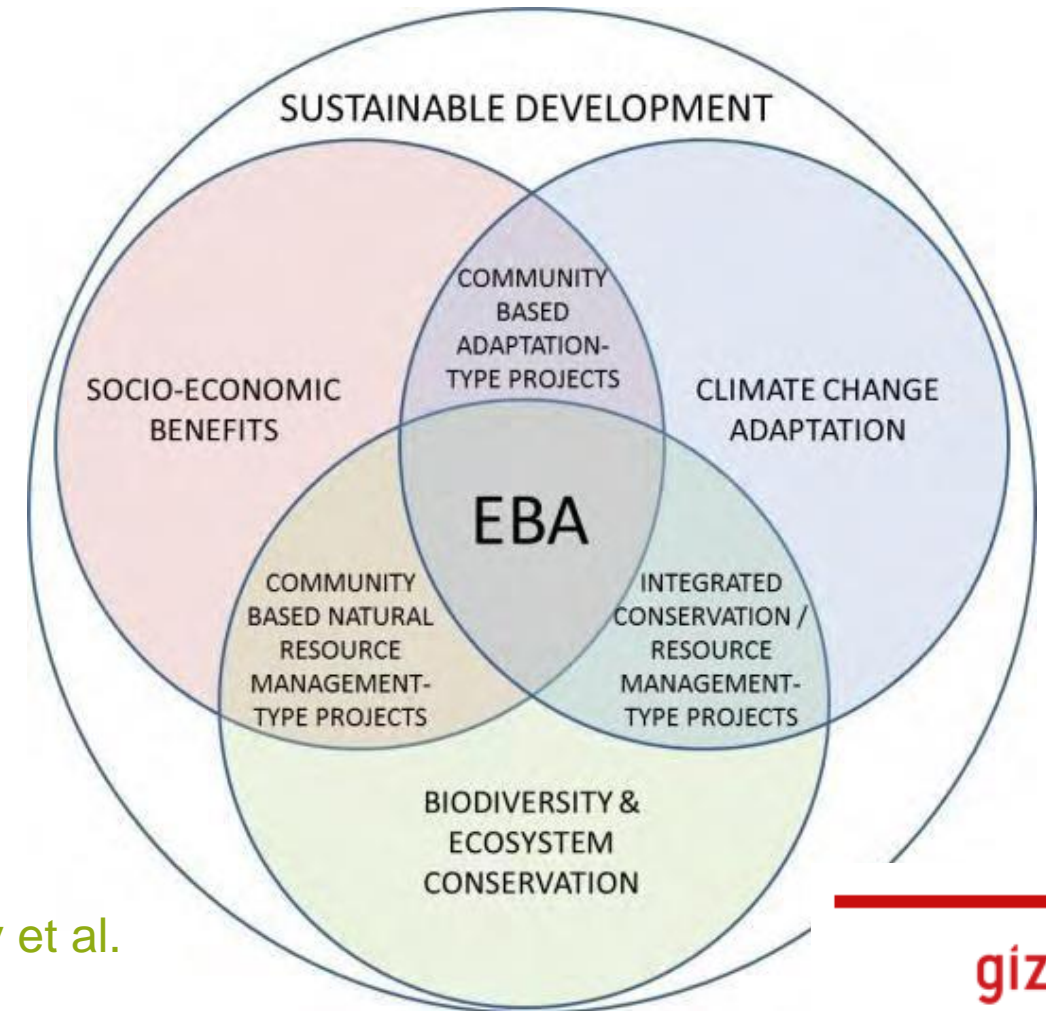 SUSTAINABLE DEVELOPMENT
COMMUNITY
BASED
ADAPTATION-
TYPE PROJECTS
SOCIO-ECONOMIC
BENEFITS
CLIMATE CHANGE
ADAPTATION
EBA
COMMUNITY
BASED NATURAL
RESOURCE
MANAGEMENT-
TYPE PROJECTS
INTEGRATED
CONSERVATION /
RESOURCE
MANAGEMENT-
TYPE PROJECTS
BIODIVERSITY &
ECOSYSTEM
CONSERVATION
et al.
giz